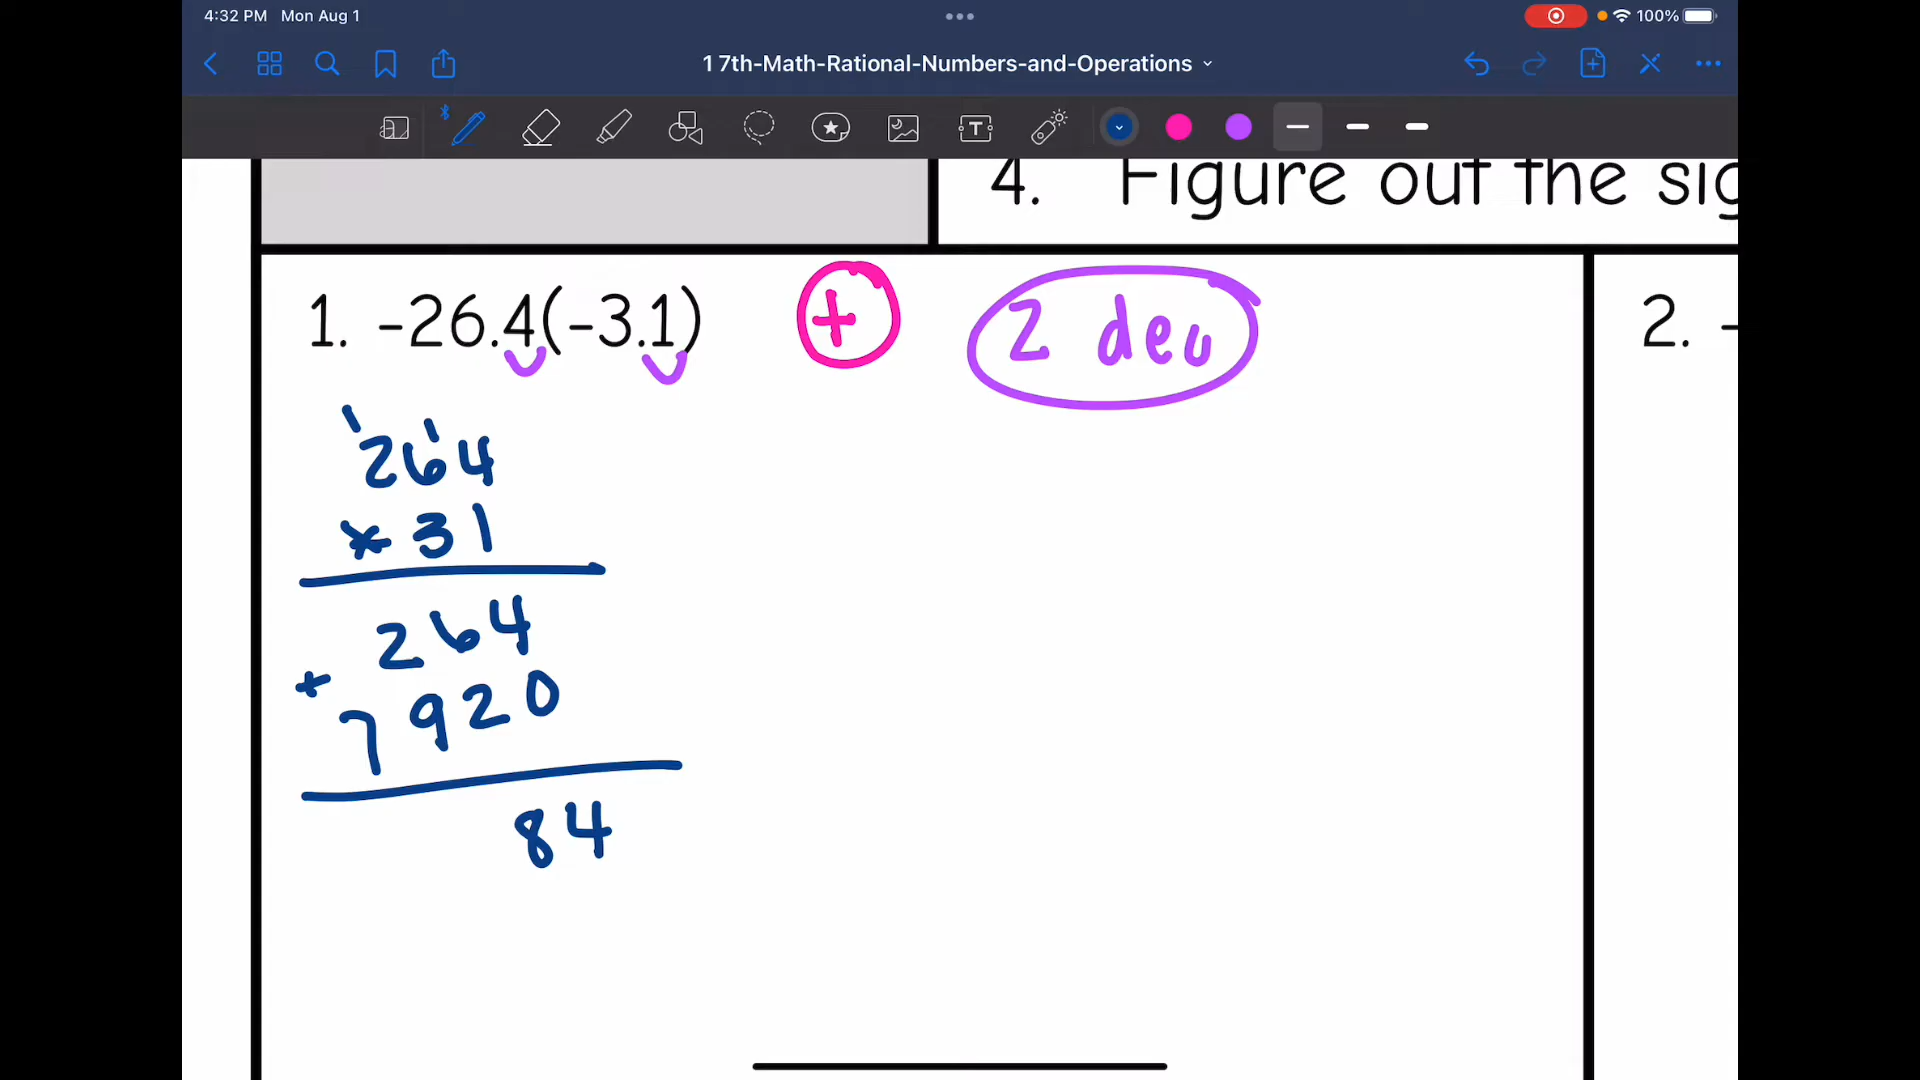 4:32 PM Mon Aug 1
100%
1 7th-Math-Rational-Numbers-and-Operations
4. Figure out the sig
1. -26.4(-3.1) + 2 dec
2. -
264
* 31
264
+ 7920
84